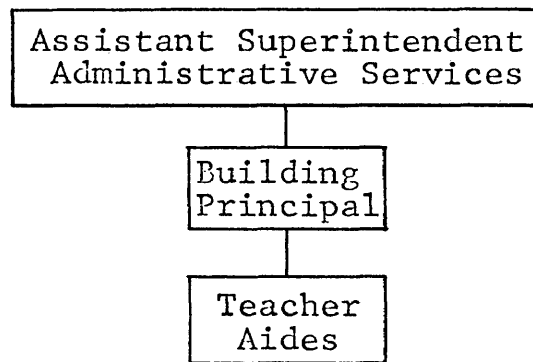 Assistant Superintendent
Administrative Services
Building
Principal
Teacher
Aides